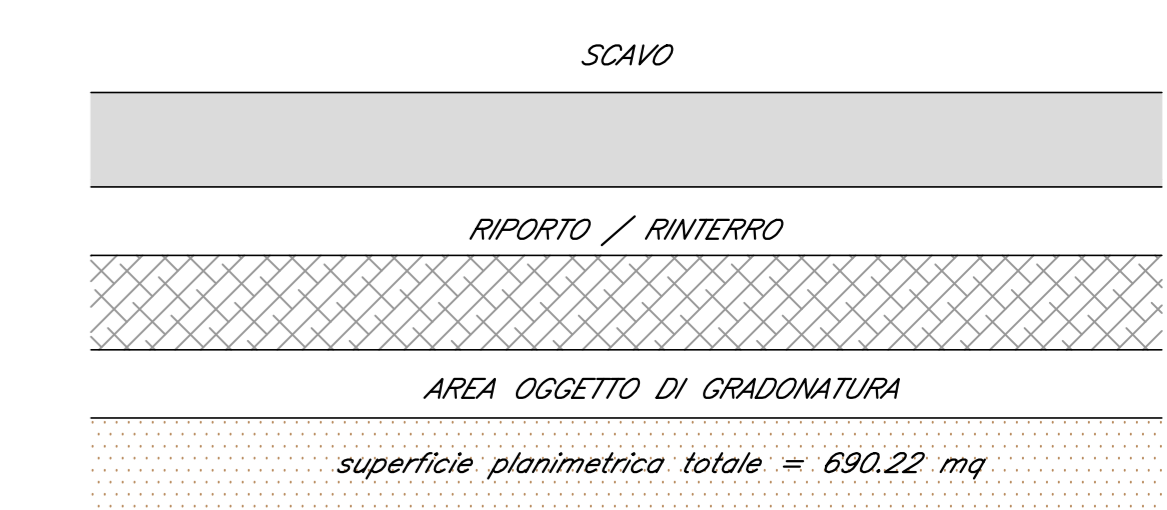 SCAVO
RIPORTO / RINTERRO
AREA OGGETTO DI GRADONATURA
superficie planimetrica totale = 690.22 mq